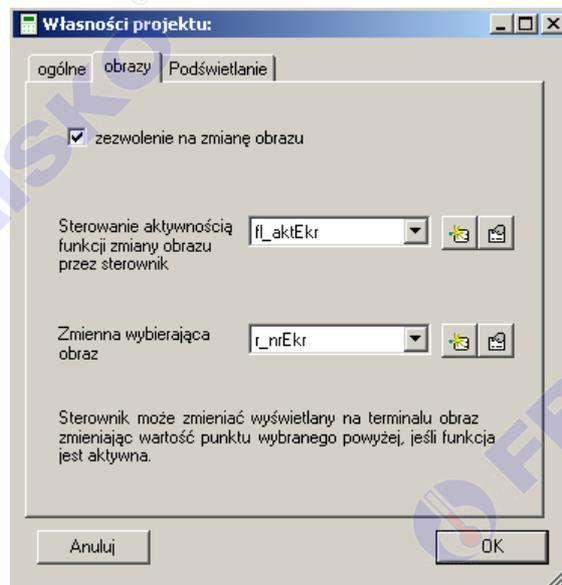 Własności projektu:
ogólne obrazy Podświetlanie
zezwolenie na zmianę obrazu
Sterowanie aktywnością
funkcji zmiany obrazu
przez sterownik
fl_aktEkr
Zmienna wybierająca
obraz
r_nrEkr
Sterownik może zmieniać wyświetlany na terminalu obraz
zmieniając wartość punktu wybranego powyżej, jeśli funkcja
jest aktywna.
Anuluj OK